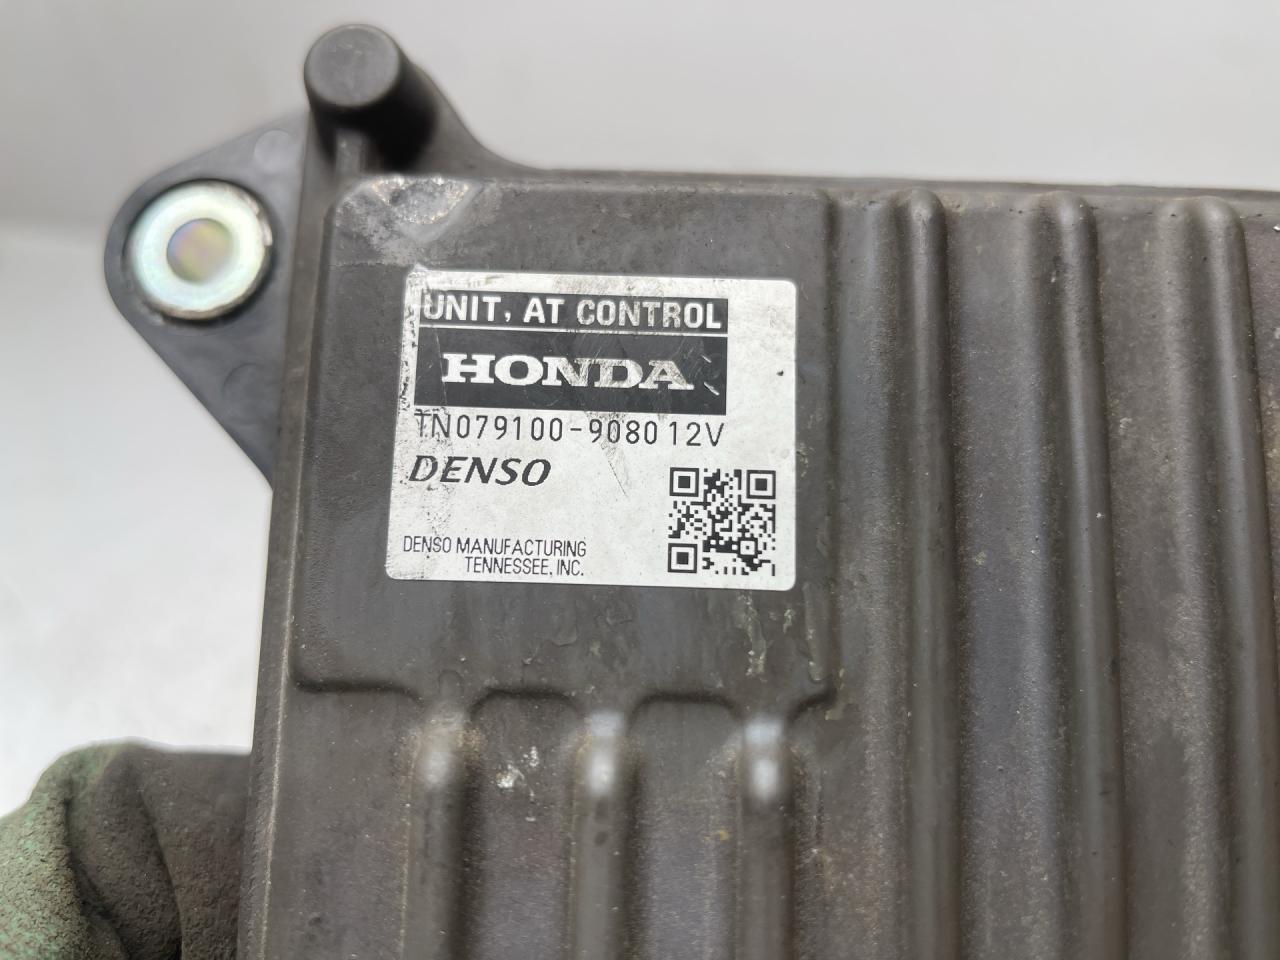 UNIT, AT CONTROL
HONDA
TN079100-9080 12V
DENSO
DENSO MANUFACTURING
TENNESSEE, INC.